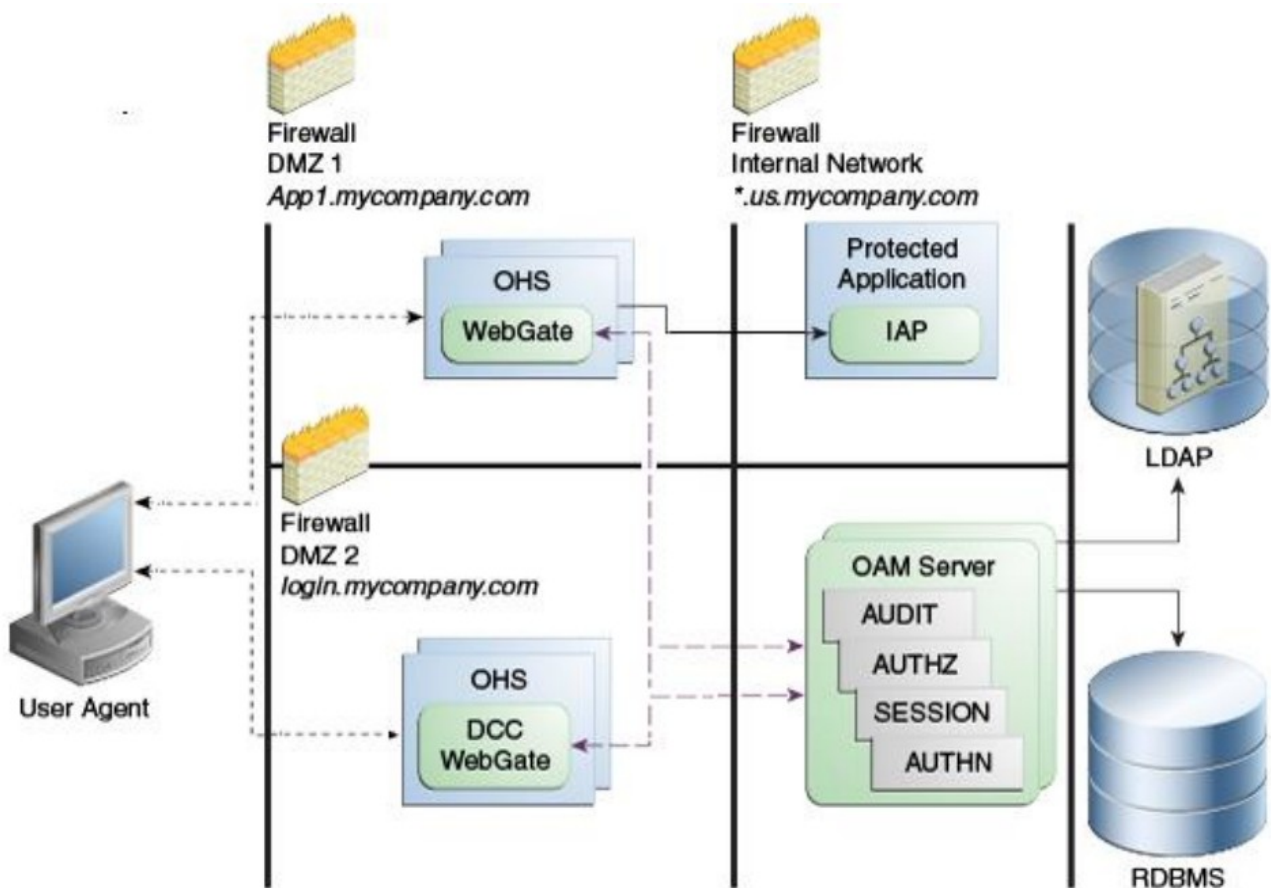 Firewall
DMZ 1
App1.mycompany.com
Firewall
Internal Network
*.us.mycompany.com
OHS
WebGate
Protected
Application
IAP
LDAP
Firewall
DMZ 2
login.mycompany.com
User Agent
OHS
DCC
WebGate
OAM Server
AUDIT
AUTHZ
SESSION
AUTHN
RDBMS